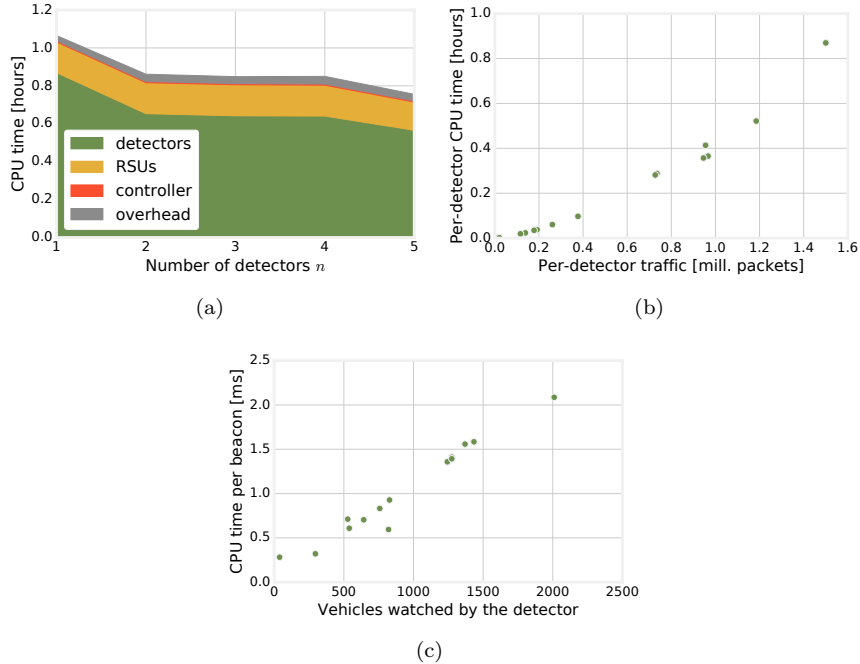 1.2
1.0
0.8
0.6
0.4
0.2
0.0
CPU time [hours]
detectors
RSUs
controller
overhead
1 2 3 4 5
Number of detectors n
(a)
1.0
0.8
0.6
0.4
0.2
0.0
Per-detector CPU time [hours]
0.0 0.2 0.4 0.6 0.8 1.0 1.2 1.4 1.6
Per-detector traffic [mill. packets]
(b)
2.5
2.0
1.5
1.0
0.5
0.0
CPU time per beacon [ms]
0 500 1000 1500 2000 2500
Vehicles watched by the detector
(c)